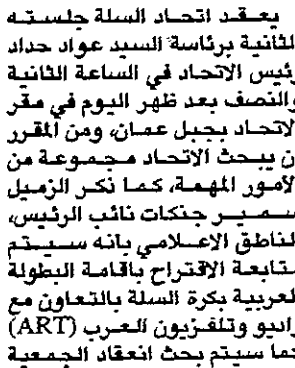 يعقد اتحاد السلة جلسته
الثانية برئاسة السيد عواد حداد
رئيس الاتحاد في الساعة الثانية
والنصف بعد ظهر اليوم في مقر
الاتحاد بجبل عمان، ومن المقرر
ان يبحث الاتحاد مجموعة من
الأمور المهمة، كما ذكر الزميل
سمير جنكات نائب الرئيس،
الناطق الاعلامي بانه سيتم
متابعة الاقتراح باقامة البطولة
العربية بكرة السلة بالتعاون مع
راديو وتلفزيون العرب (ART)
كما سيتم بحث انعقاد الجمعية